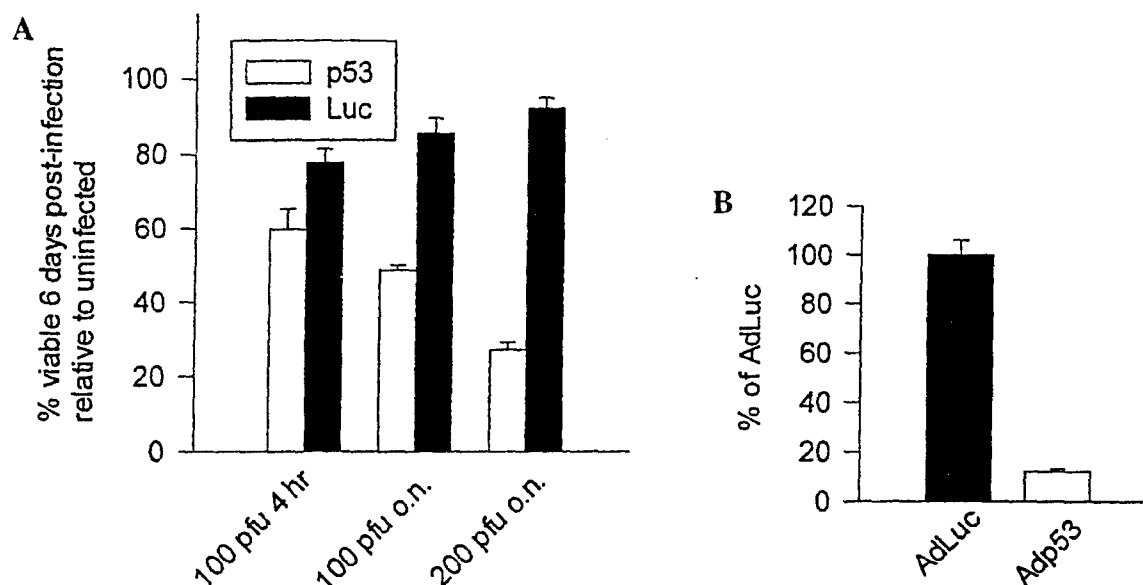 A
p53
Luc
% viable 6 days post-infection
relative to uninfected
100
80
60
40
20
0
100 pfu 4 hr
100 pfu o.n.
200 pfu o.n.
B
% of AdLuc
120
100
80
60
40
20
0
AdLuc
Adp53